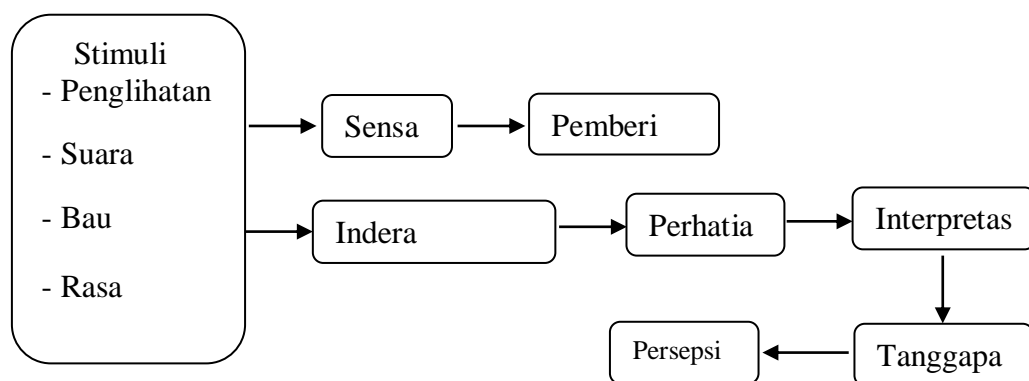 Stimuli
- Penglihatan
- Suara
- Bau
- Rasa
Sensa
Pemberi
Indera
Perhatia
Interpretas
Tanggapa
Persepsi